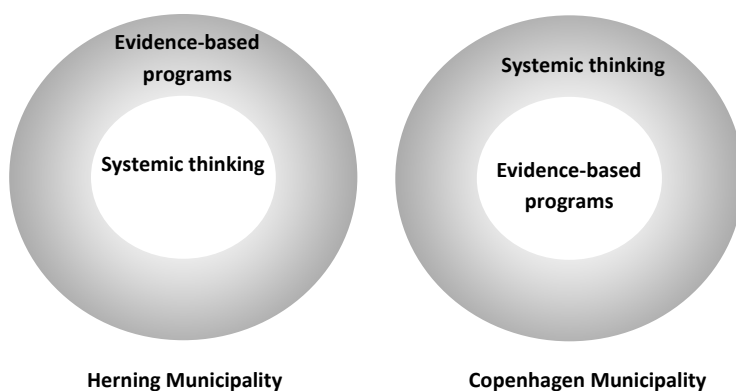 Evidence-based
programs
Systemic thinking
Herning Municipality
Systemic thinking
Evidence-based
programs
Copenhagen Municipality